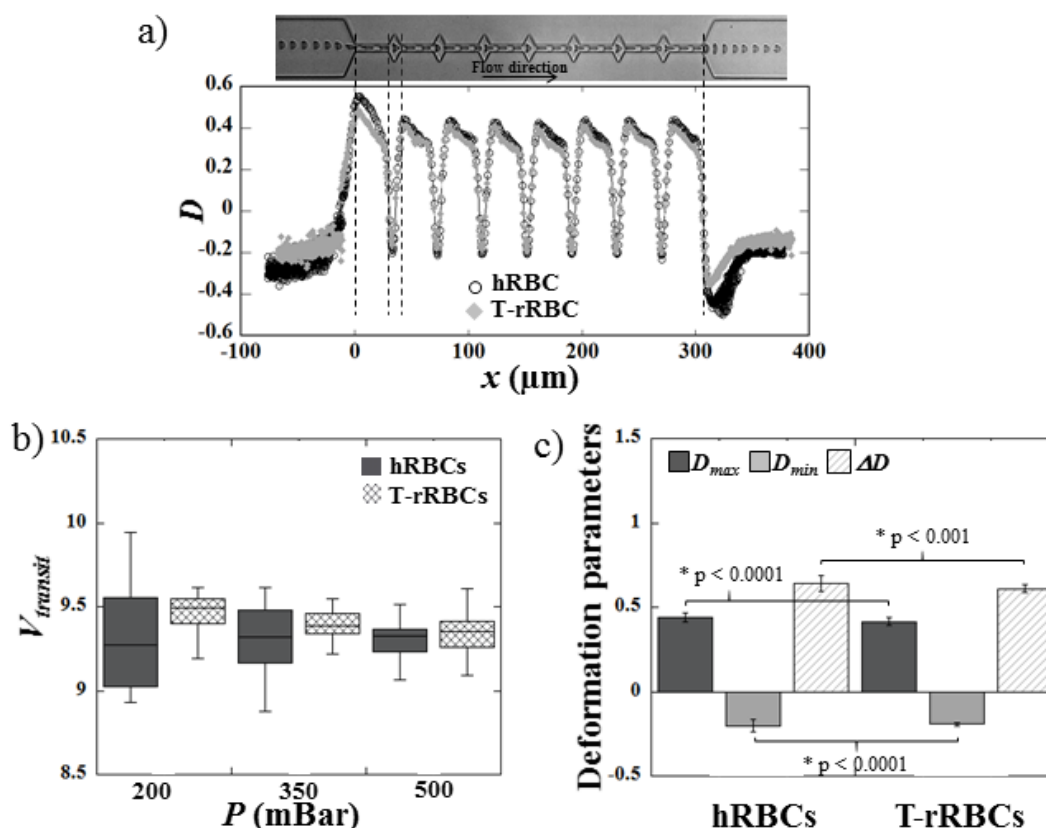 a)
Flow direction
0.6
0.4
0.2
0
-0.2
-0.4
-0.6
D
hRBC
T-rRBC
-100 0 100 200 300 400
x (µm)
b)
10.5
10
9.5
9
8.5
V transit
hRBCs
T-rRBCs
200 350 500
P (mBar)
c)
1.5
1
0.5
0
-0.5
Deformation parameters
Dmax Dmin ΔD
* p < 0.001
* p < 0.0001
* p < 0.0001
hRBCs T-rRBCs